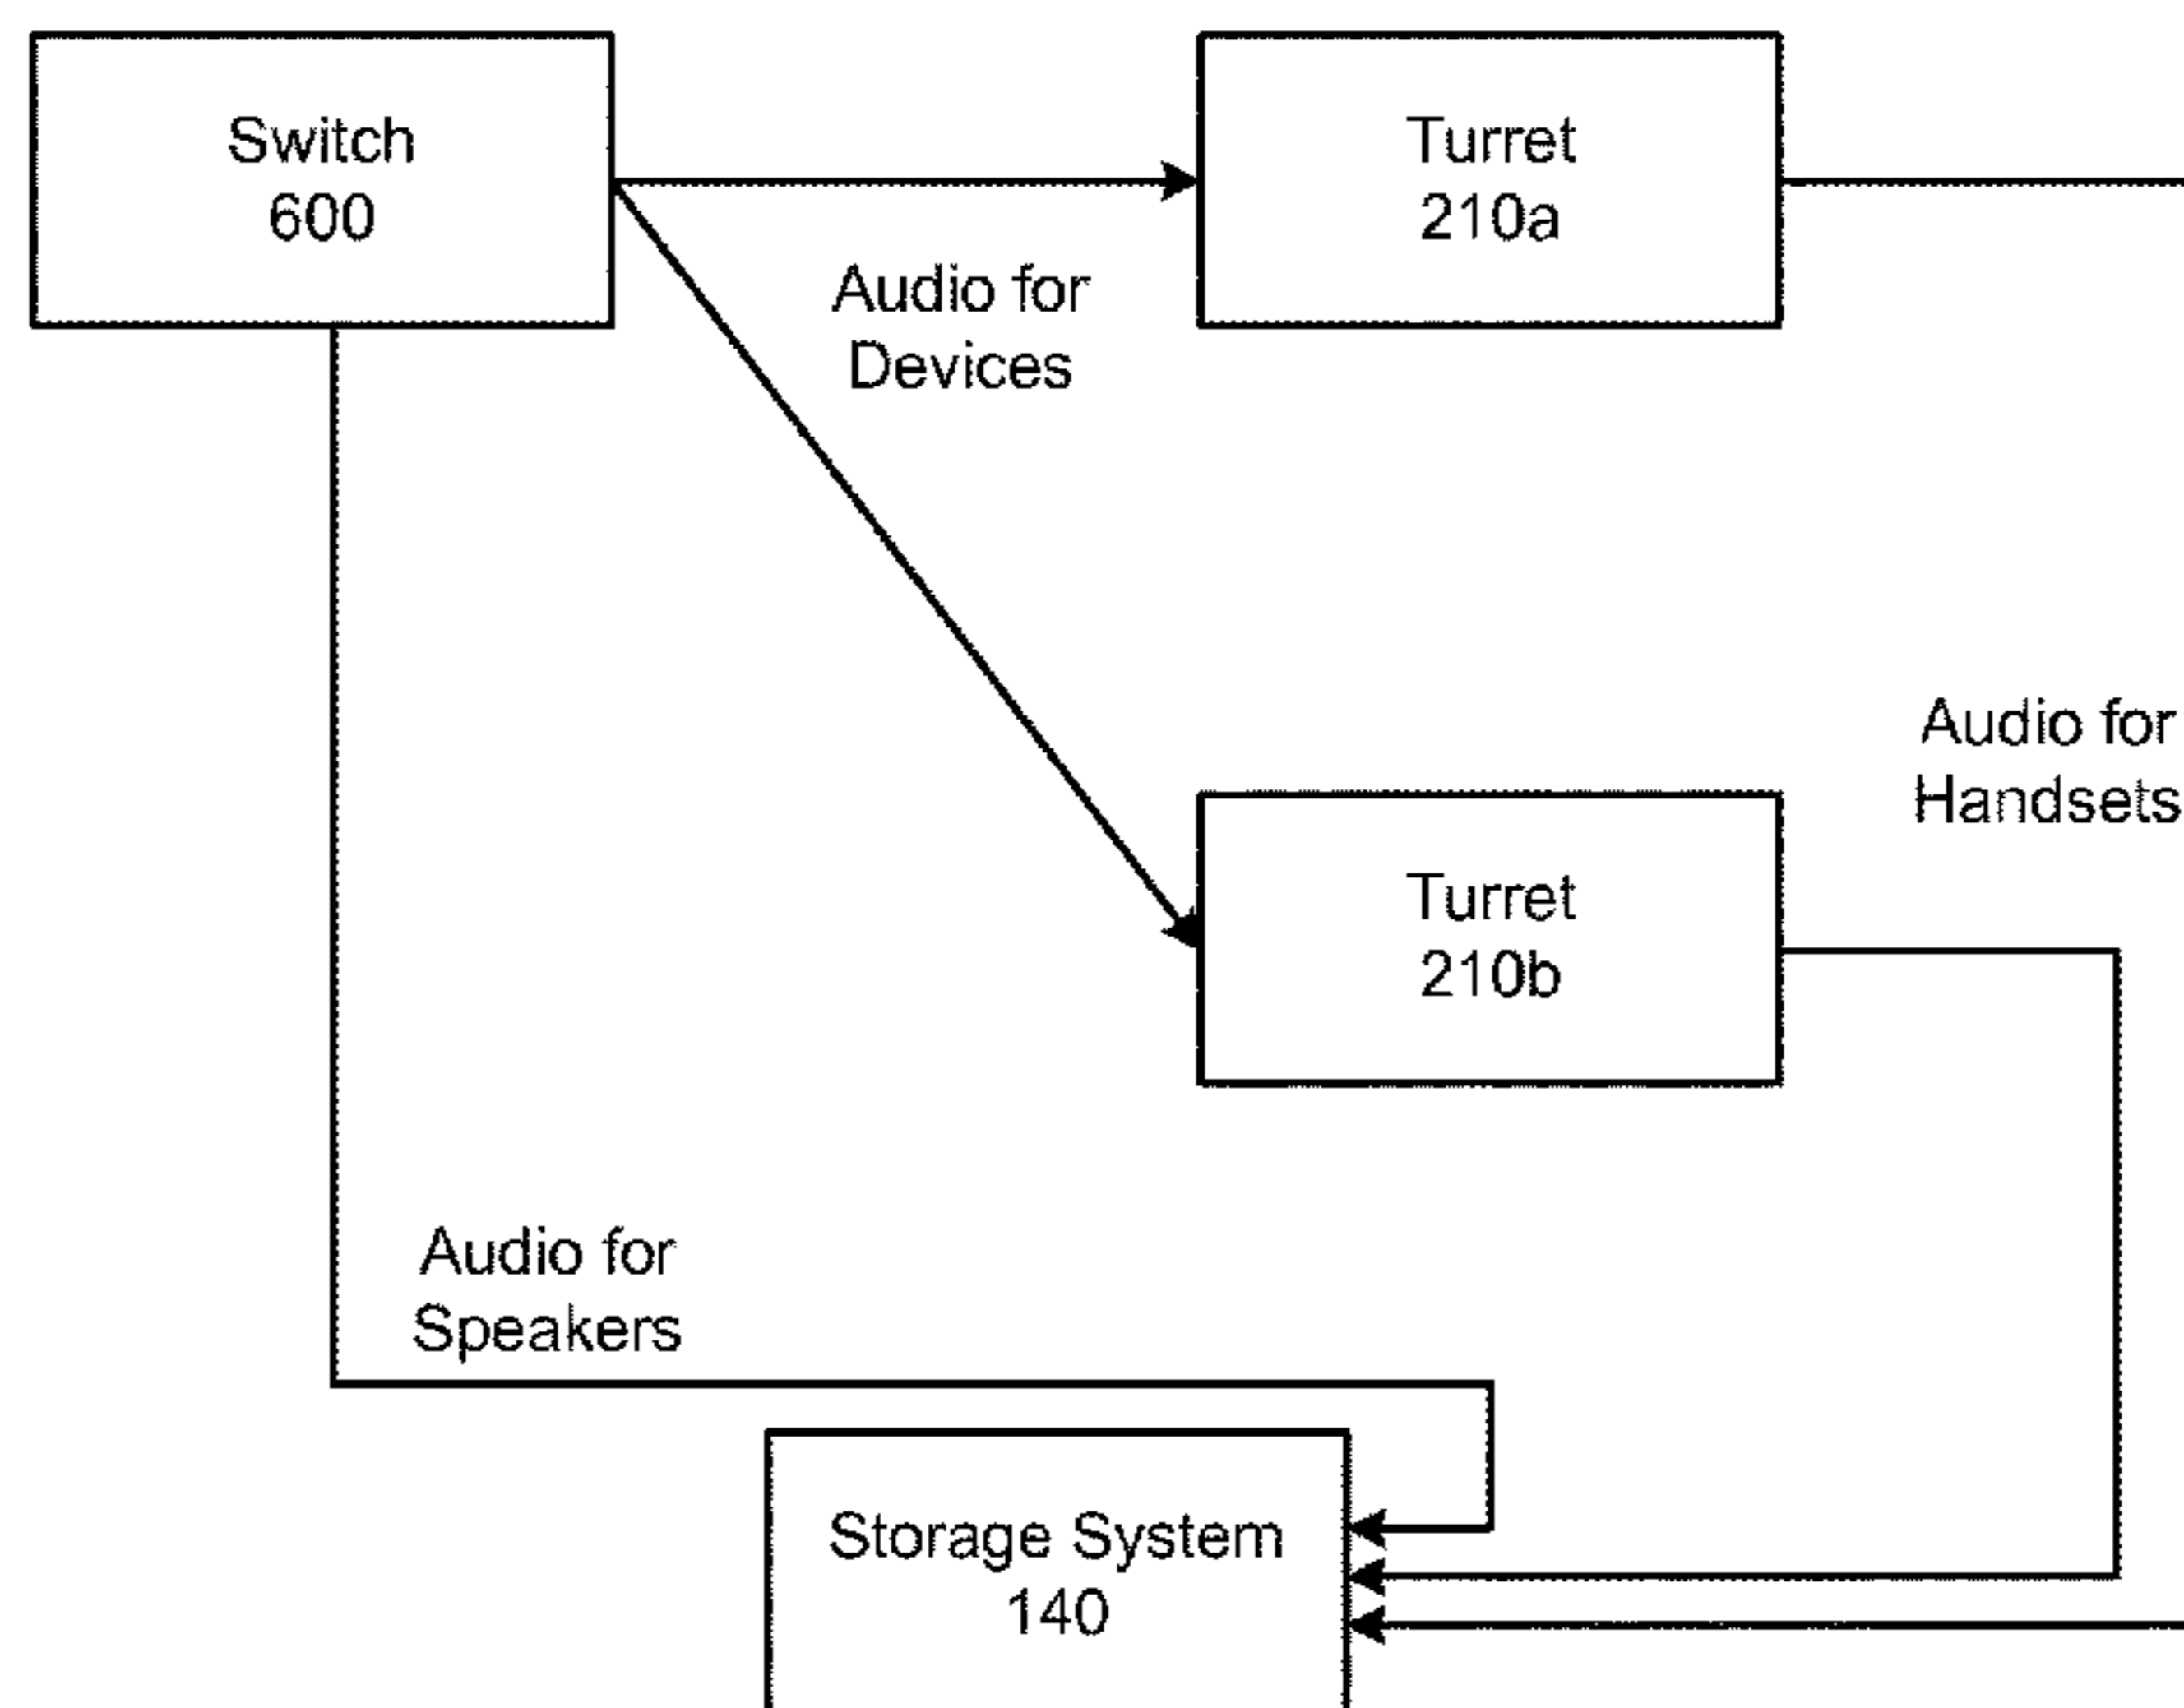 Switch
600
Turret
210a
Audio for
Devices
Audio for
Handsets
Turret
210b
Audio for
Speakers
Storage System
140